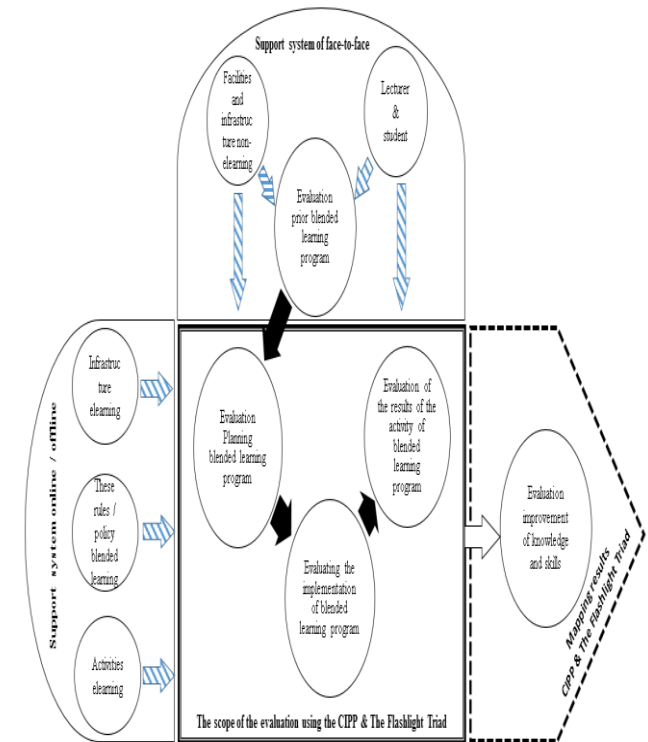 Support system of face-to-face
Facilities
and
infrastruc
ture non-
elearning
Lecturer
&
student
Evaluation
prior blended
learning
program
Support system online / offline
Infrastruc
ture
elearning
These
rules /
policy
blended
learning
Activities
elearning
Evaluation
Planning
blended learning
program
Evaluating the
implementation
of blended
learning program
Evaluation of
the results of the
activity of
blended
learning
program
The scope of the evaluation using the CIPP & The Flashlight Triad
Evaluation
improvement
of knowledge
and skills
Mapping results
CIPP & The Flashlight Triad